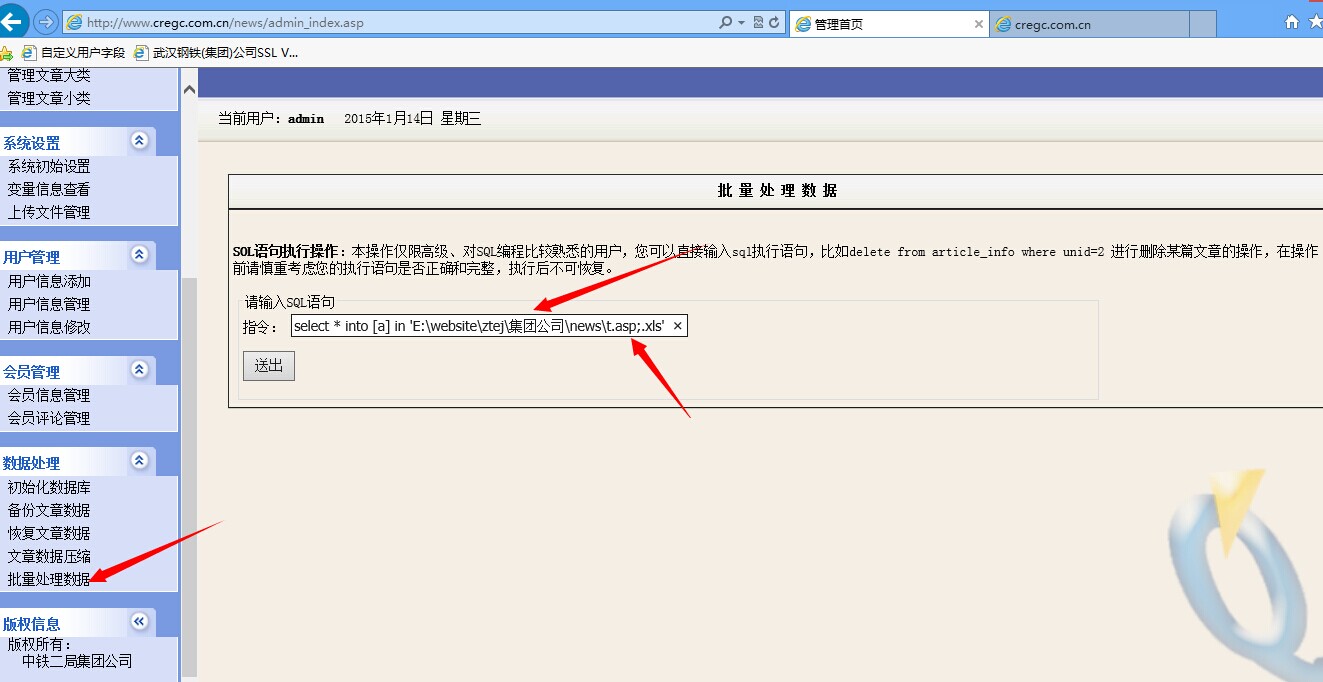 http://www.cregc.com.cn/news/admin_index.asp
管理首页
cregc.com.cn
自定义用户字段
武汉钢铁(集团)公司SSL V...
管理文章大类
管理文章小类
系统设置
系统初始设置
变量信息查看
上传文件管理
用户管理
用户信息添加
用户信息管理
用户信息修改
会员管理
会员信息管理
会员评论管理
数据处理
初始化数据库
备份文章数据
恢复文章数据
文章数据压缩
批量处理数据
版权信息
版权所有：
中铁二局集团公司
当前用户：admin 2015年1月14日 星期三
批 量 处 理 数 据
SQL语句执行操作：本操作仅限高级、对SQL编程比较熟悉的用户，您可以直接输入sql执行语句，比如delete from article_info where unid=2 进行删除某篇文章的操作，在操作
前请慎重考虑您的执行语句是否正确和完整，执行后不可恢复。
请输入SQL语句
指令： select * into [a] in 'E:\website\ztej\集团公司\news\t.asp;.xls'
送出